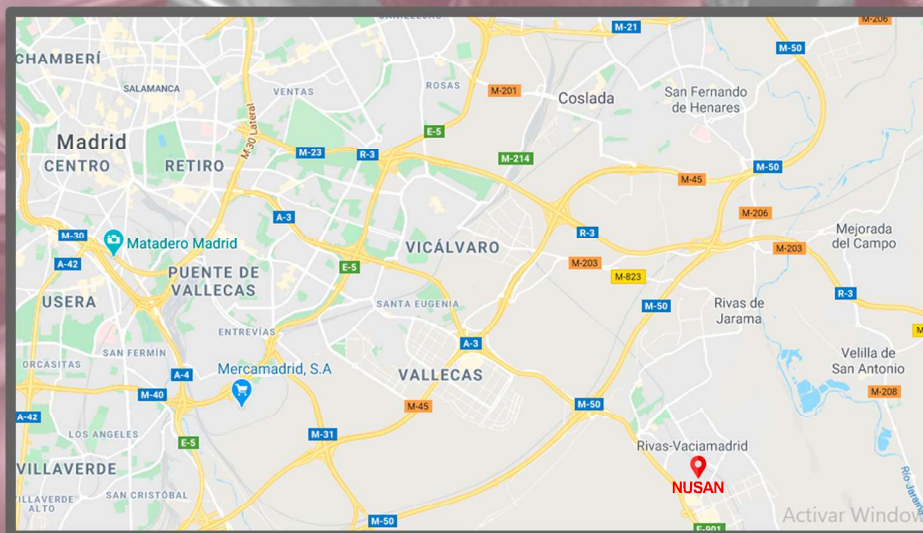 M-206
M-21
M-50
CHAMBERÍ
SALAMANCA
VENTAS
ROSAS
M-201
Coslada
San Fernando
de Henares
E-5
M-30 Lateral
Madrid
CENTRO
RETIRO
M-23
R-3
M-214
M-50
M-45
A-3
M-206
M-30
Matadero Madrid
R-3
Mejorada
del Campo
A-42
E-5
VICÁLVARO
M-203
M-203
PUENTE DE
VALLECAS
M-823
USERA
SANTA EUGENIA
M-50
Rivas de
Jarama
R-3
ENTREVÍAS
A-3
SAN FERMÍN
Velilla de
San Antonio
ORCASITAS
A-4
Mercamadrid, S.A
VALLECAS
M-40
M-45
M-50
M-208
A-42
LOS ANGELES
E-5
M-31
Rivas-Vaciamadrid
VILLAVERDE
NUSAN
Río Jarama
VILLAVERDE
ALTO
SAN CRISTÓBAL
M-50
E-901
Activar Window